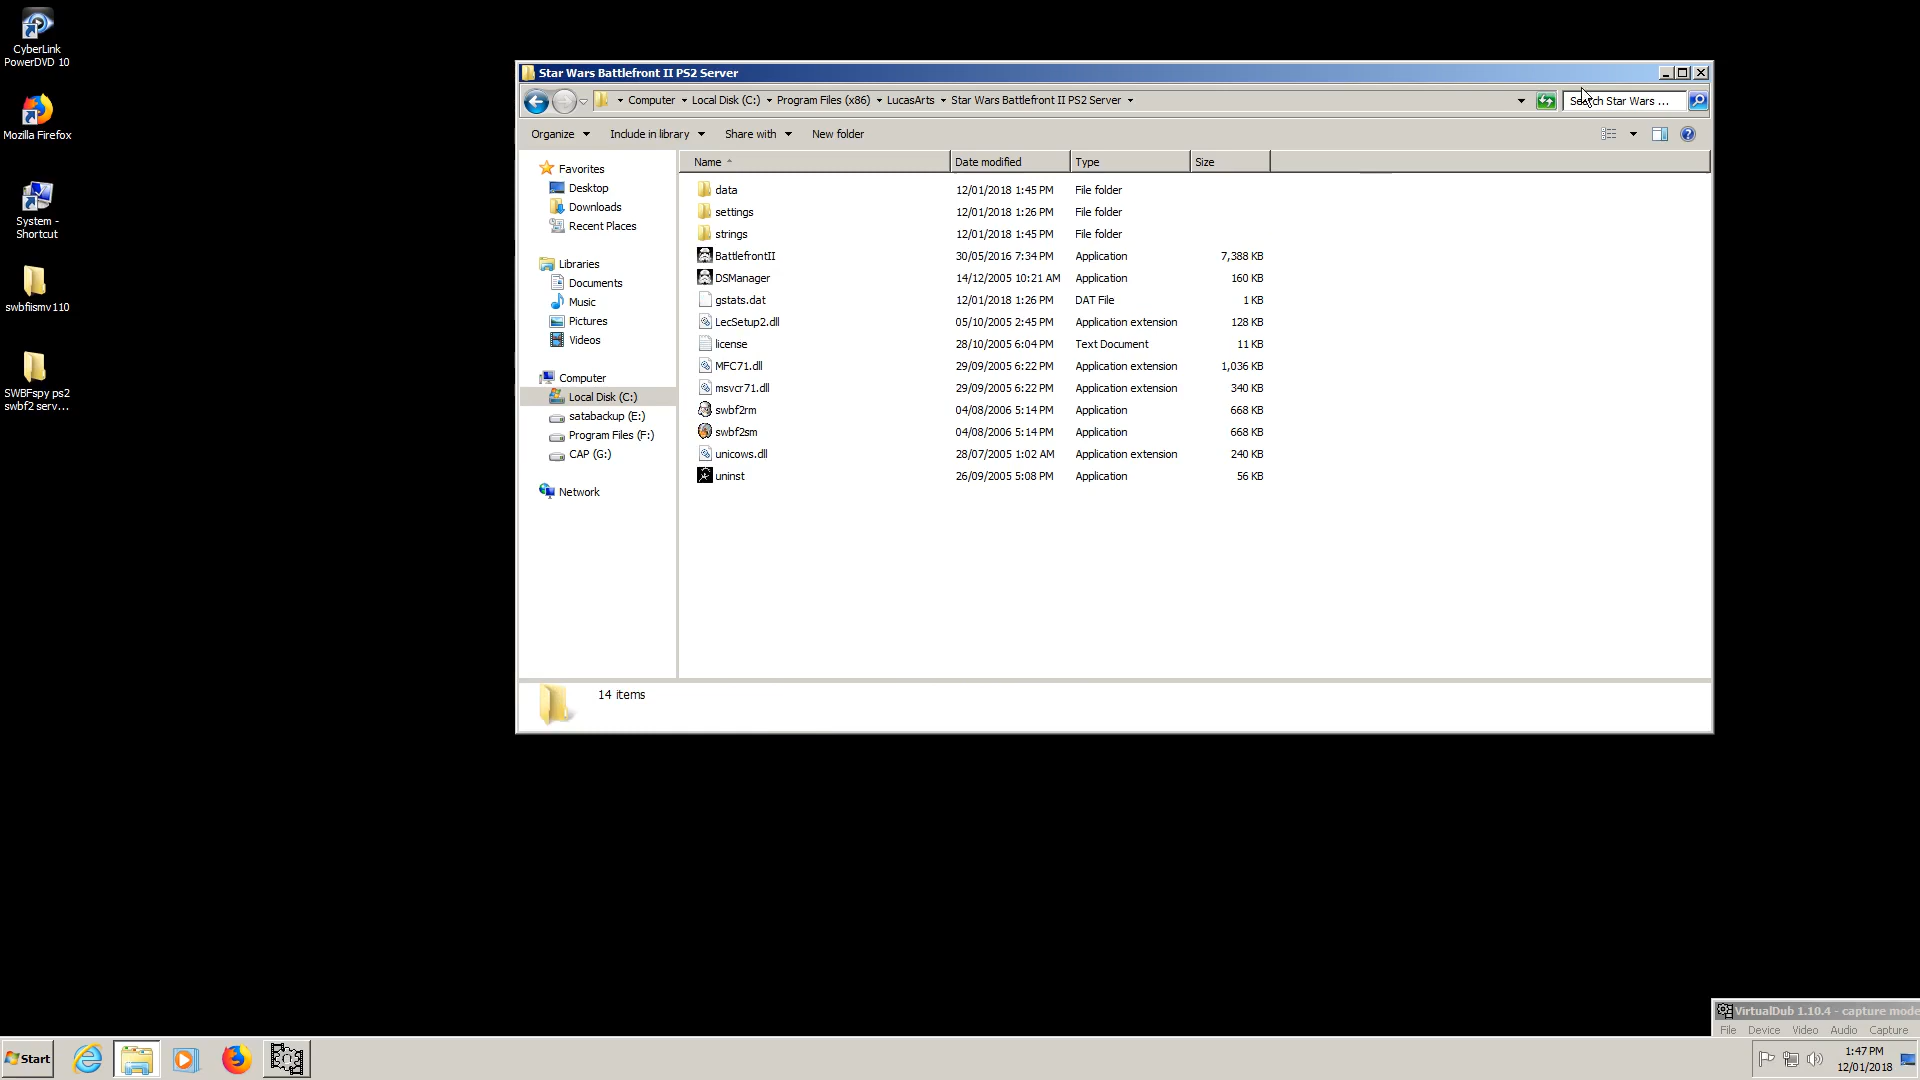 CyberLink
PowerDVD 10
Mozilla Firefox
System -
Shortcut
swbfiismv110
SWBFspy ps2
swbf2 serv...
Star Wars Battlefront II PS2 Server
Computer Local Disk (C:) Program Files (x86) LucasArts Star Wars Battlefront II PS2 Server
Search Star Wars ...
Organize Include in library Share with New folder
Favorites
Desktop
Downloads
Recent Places
Libraries
Documents
Music
Pictures
Videos
Computer
Local Disk (C:)
satabackup (E:)
Program Files (F:)
CAP (G:)
Network
Name Date modified Type Size
data 12/01/2018 1:45 PM File folder
settings 12/01/2018 1:26 PM File folder
strings 12/01/2018 1:45 PM File folder
BattlefrontII 30/05/2016 7:34 PM Application 7,388 KB
DSManager 14/12/2005 10:21 AM Application 160 KB
gstats.dat 12/01/2018 1:26 PM DAT File 1 KB
LecSetup2.dll 05/10/2005 2:45 PM Application extension 128 KB
license 28/10/2005 6:04 PM Text Document 11 KB
MFC71.dll 29/09/2005 6:22 PM Application extension 1,036 KB
msvcr71.dll 29/09/2005 6:22 PM Application extension 340 KB
swbf2rm 04/08/2006 5:14 PM Application 668 KB
swbf2sm 04/08/2006 5:14 PM Application 668 KB
unicows.dll 28/07/2005 1:02 AM Application extension 240 KB
uninst 26/09/2005 5:08 PM Application 56 KB
14 items
VirtualDub 1.10.4 - capture mode
File Device Video Audio Capture
Start
1:47 PM
12/01/2018